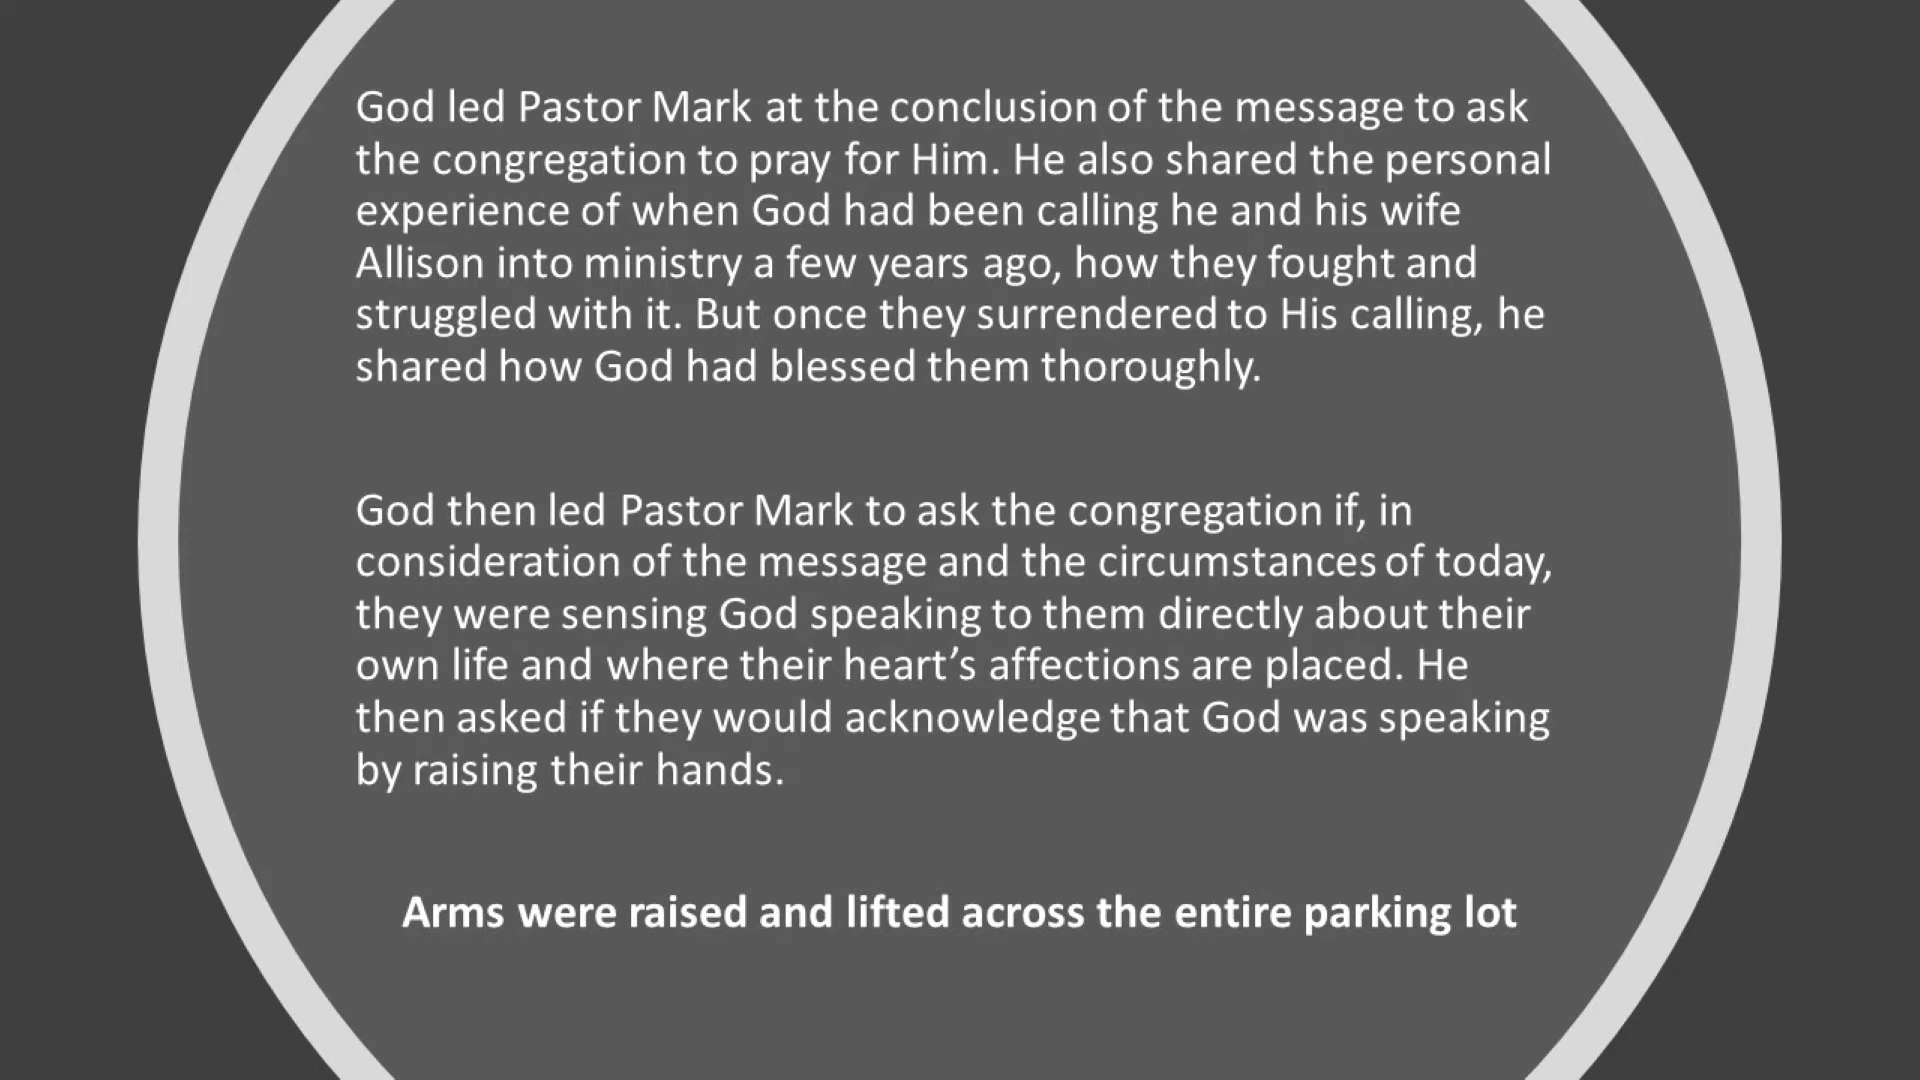 God led Pastor Mark at the conclusion of the message to ask
the congregation to pray for Him. He also shared the personal
experience of when God had been calling he and his wife
Allison into ministry a few years ago, how they fought and
struggled with it. But once they surrendered to His calling, he
shared how God had blessed them thoroughly.
God then led Pastor Mark to ask the congregation if, in
consideration of the message and the circumstances of today,
they were sensing God speaking to them directly about their
own life and where their heart’s affections are placed. He
then asked if they would acknowledge that God was speaking
by raising their hands.
Arms were raised and lifted across the entire parking lot